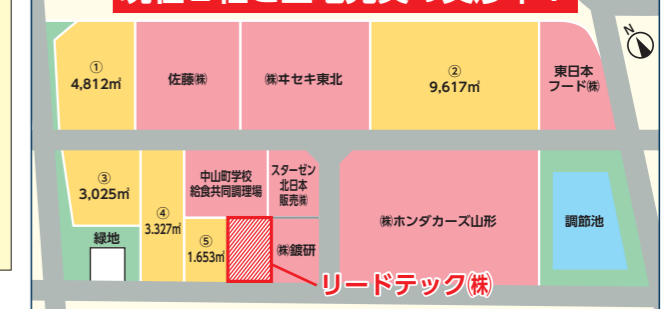 N
①
4,812㎡
佐藤㈱
㈱ヰセキ東北
②
9,617㎡
東日本
フード㈱
③
3,025㎡
④
3.327㎡
中山町学校
給食共同調理場
スターゼン
北日本
販売㈱
㈱ホンダカーズ山形
調節池
緑地
⑤
1.653㎡
㈱鍍研
リードテック㈱